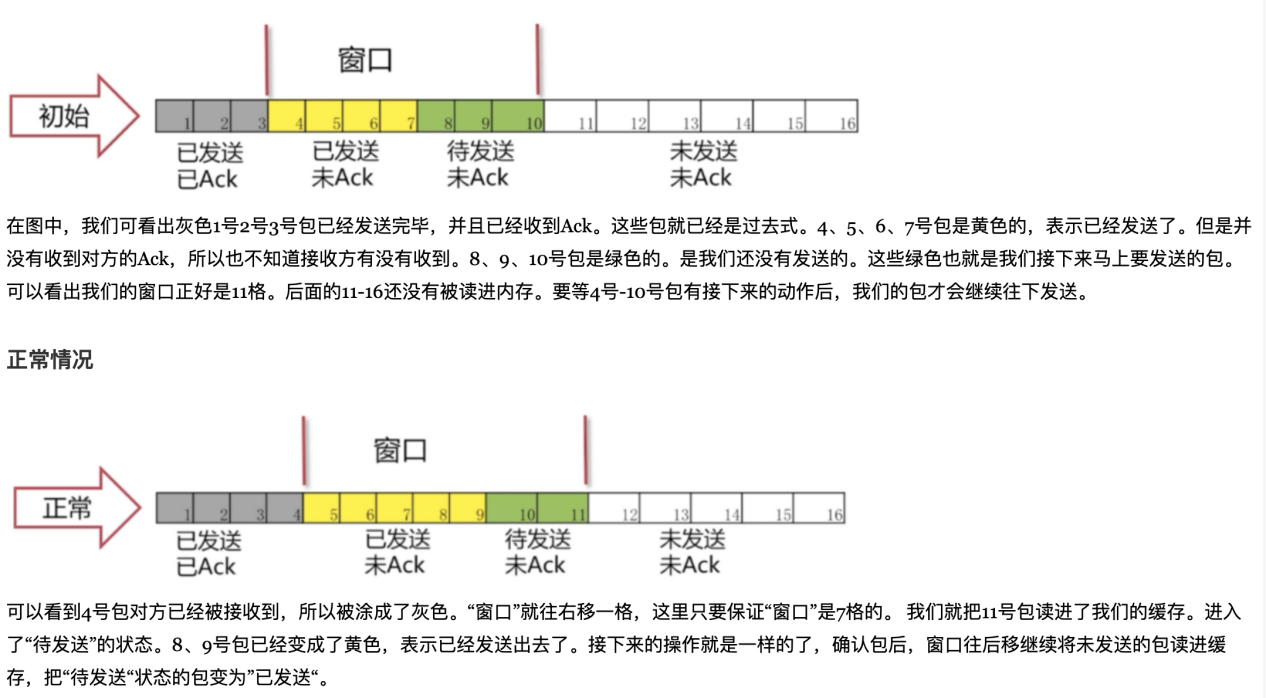 窗口
初始
1 2 3 4 5 6 7 8 9 10 11 12 13 14 15 16
已发送 已发送 待发送 未发送
已Ack 未Ack 未Ack 未Ack
在图中，我们可看出灰色1号2号3号包已经发送完毕，并且已经收到Ack。这些包就已经是过去式。4、5、6、7号包是黄色的，表示已经发送了。但是并
没有收到对方的Ack，所以也不知道接收方有没有收到。8、9、10号包是绿色的。是我们还没有发送的。这些绿色也就是我们接下来马上要发送的包。
可以看出我们的窗口正好是11格。后面的11-16还没有被读进内存。要等4号-10号包有接下来的动作后，我们的包才会继续往下发送。
正常情况
窗口
正常
1 2 3 4 5 6 7 8 9 10 11 12 13 14 15 16
已发送 已发送 待发送 未发送
已Ack 未Ack 未Ack 未Ack
可以看到4号包对方已经被接收到，所以被涂成了灰色。“窗口”就往右移一格，这里只要保证“窗口”是7格的。 我们就把11号包读进了我们的缓存。进入
了“待发送”的状态。8、9号包已经变成了黄色，表示已经发送出去了。接下来的操作就是一样的了，确认包后，窗口往后移继续将未发送的包读进缓
存，把“待发送“状态的包变为”已发送“。